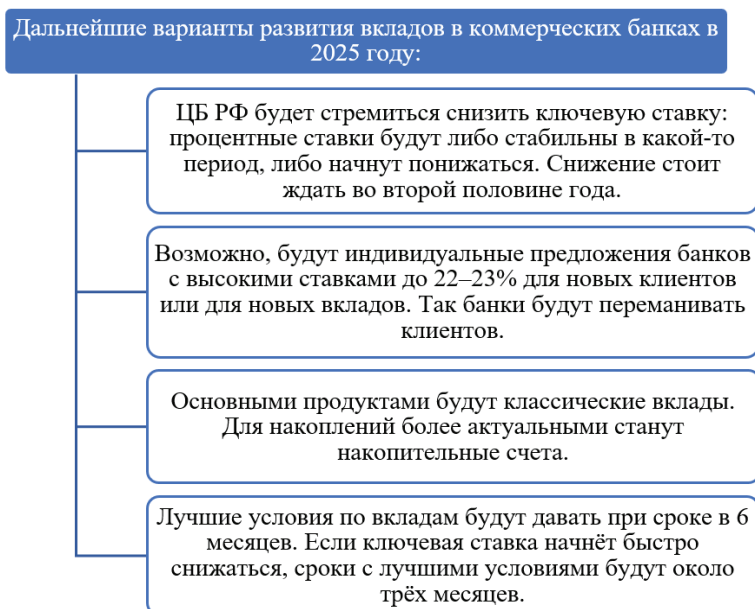 Дальнейшие варианты развития вкладов в коммерческих банках в
2025 году:
ЦБ РФ будет стремиться снизить ключевую ставку:
процентные ставки будут либо стабильны в какой-то
период, либо начнут понижаться. Снижение стоит
ждать во второй половине года.
Возможно, будут индивидуальные предложения банков
с высокими ставками до 22–23% для новых клиентов
или для новых вкладов. Так банки будут переманивать
клиентов.
Основными продуктами будут классические вклады.
Для накоплений более актуальными станут
накопительные счета.
Лучшие условия по вкладам будут давать при сроке в 6
месяцев. Если ключевая ставка начнёт быстро
снижаться, сроки с лучшими условиями будут около
трёх месяцев.